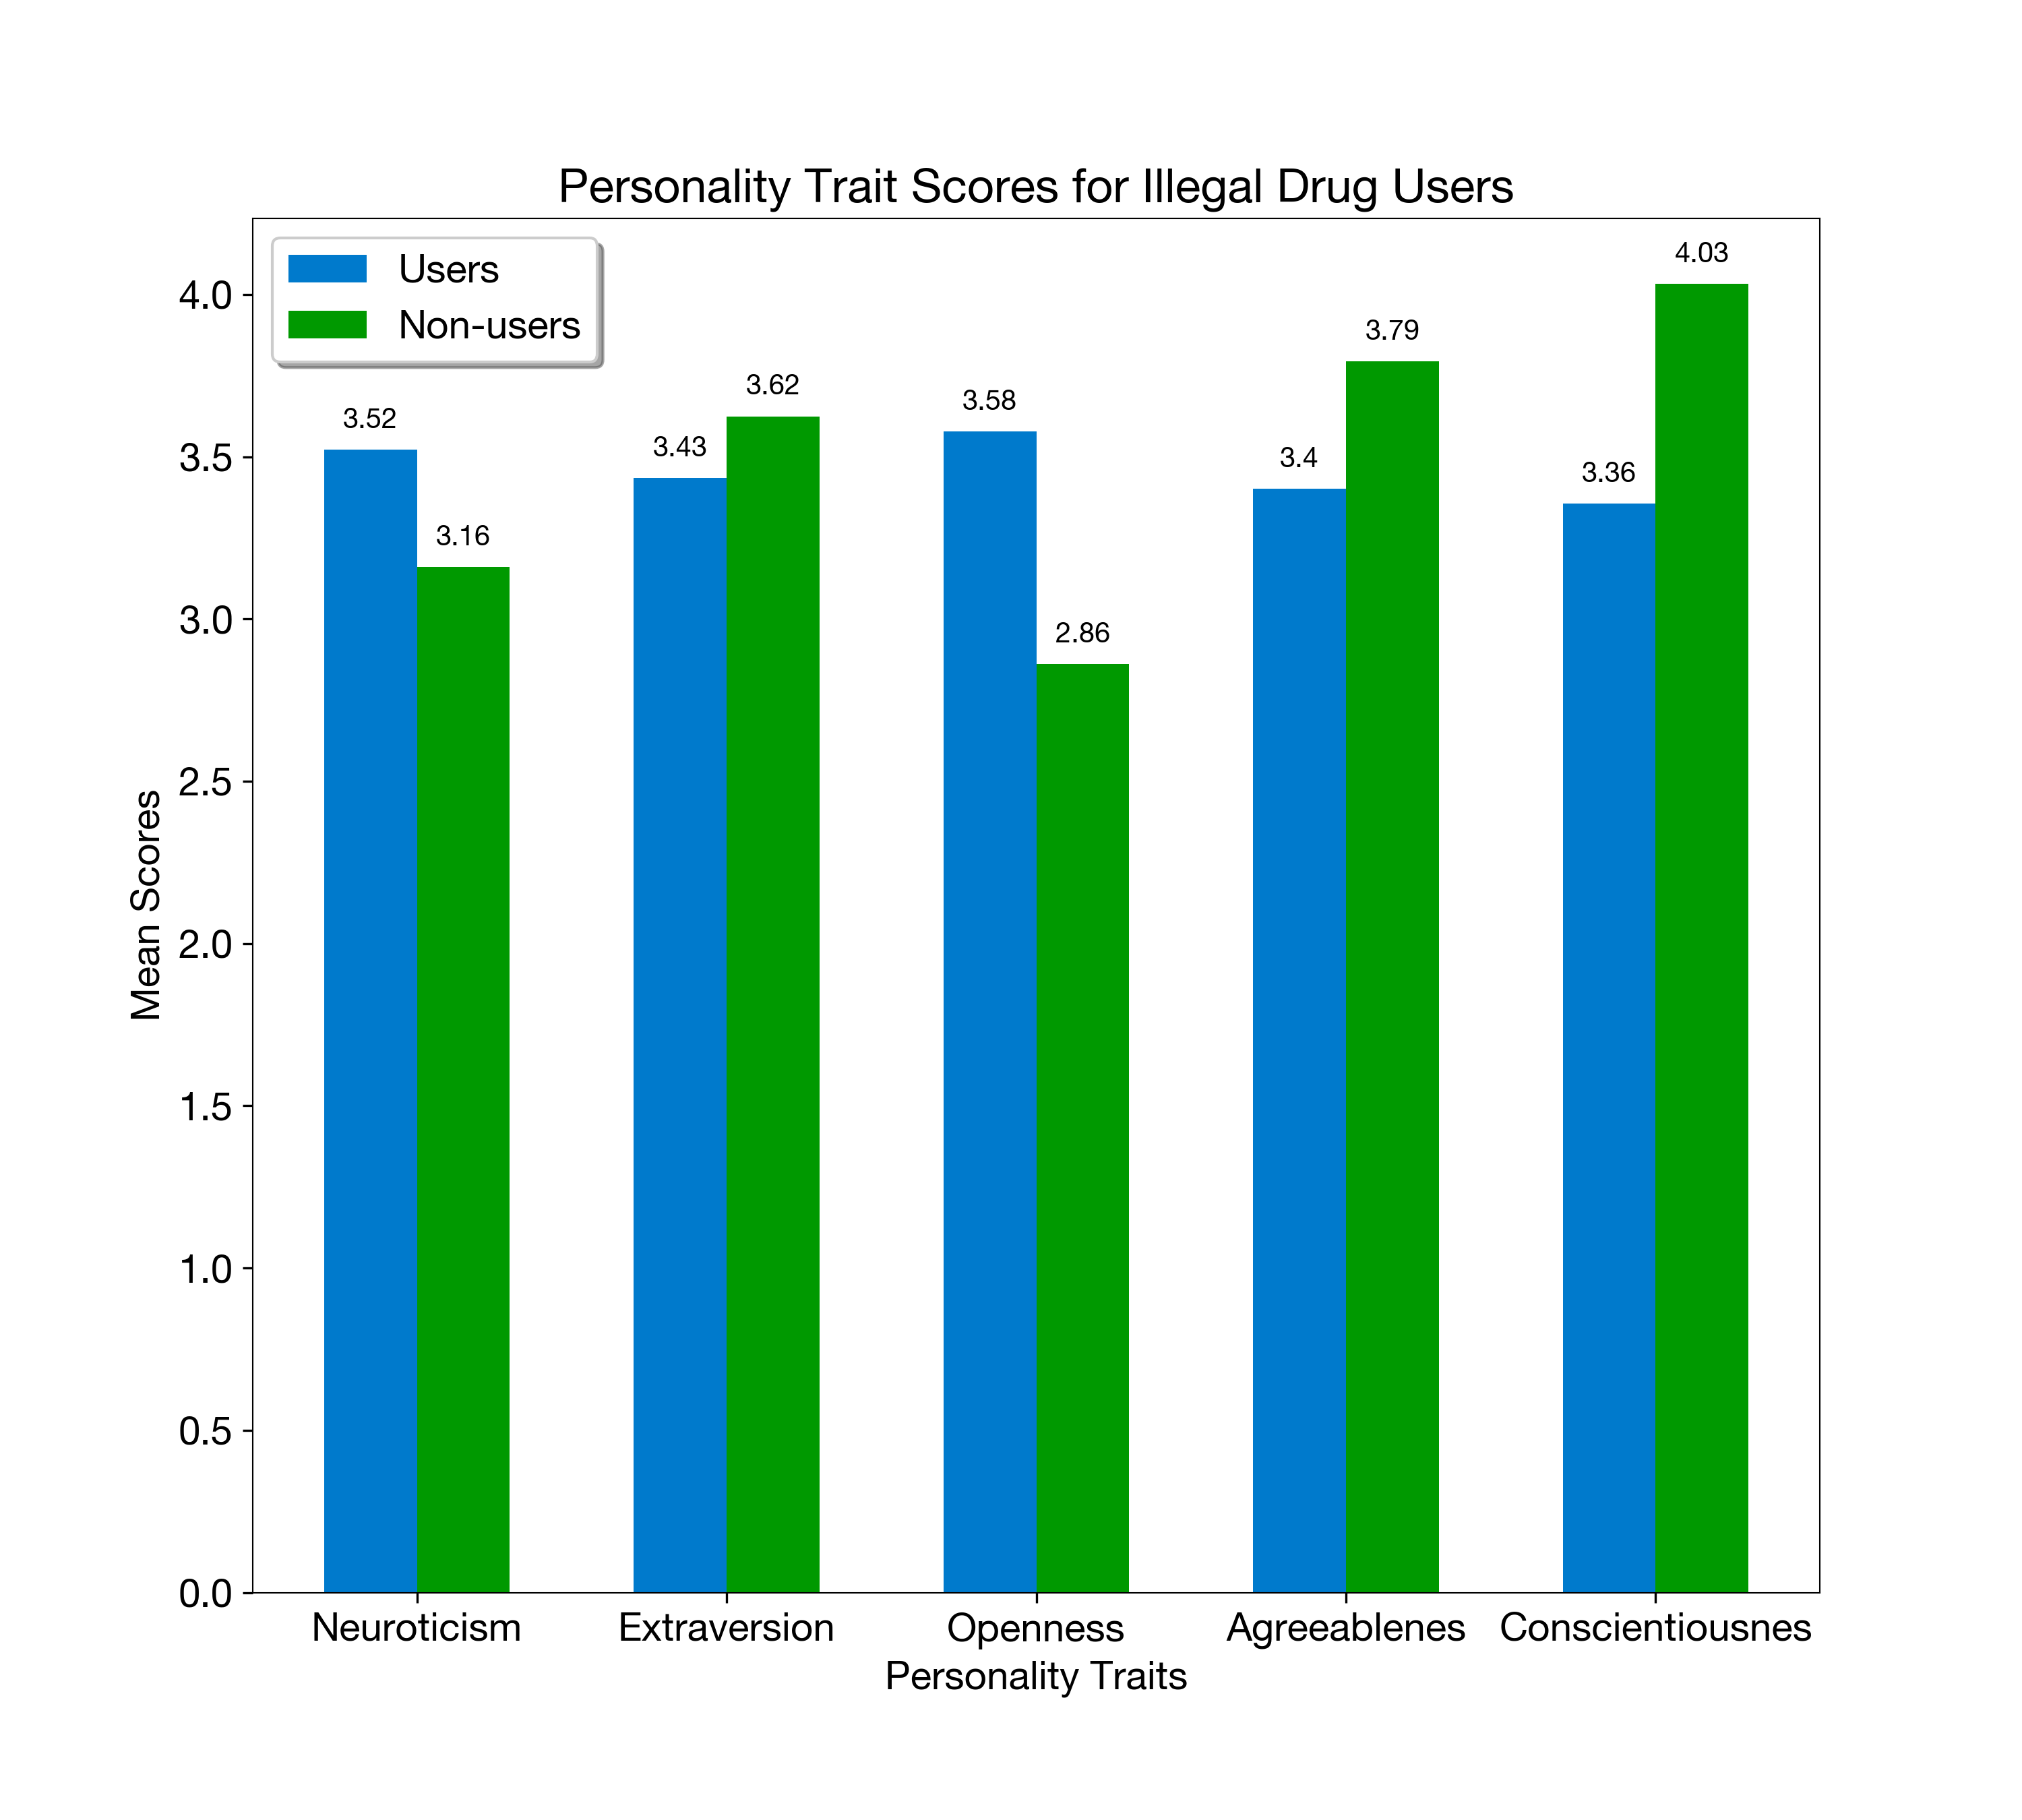 Personality Trait Scores for Illegal Drug Users
Users
Non-users
4.0
3.5
3.0
2.5
2.0
1.5
1.0
0.5
0.0
Mean Scores
3.52
3.16
3.43
3.62
3.58
2.86
3.4
3.79
3.36
4.03
Neuroticism
Extraversion
Openness
Agreeablenes
Conscientiousnes
Personality Traits